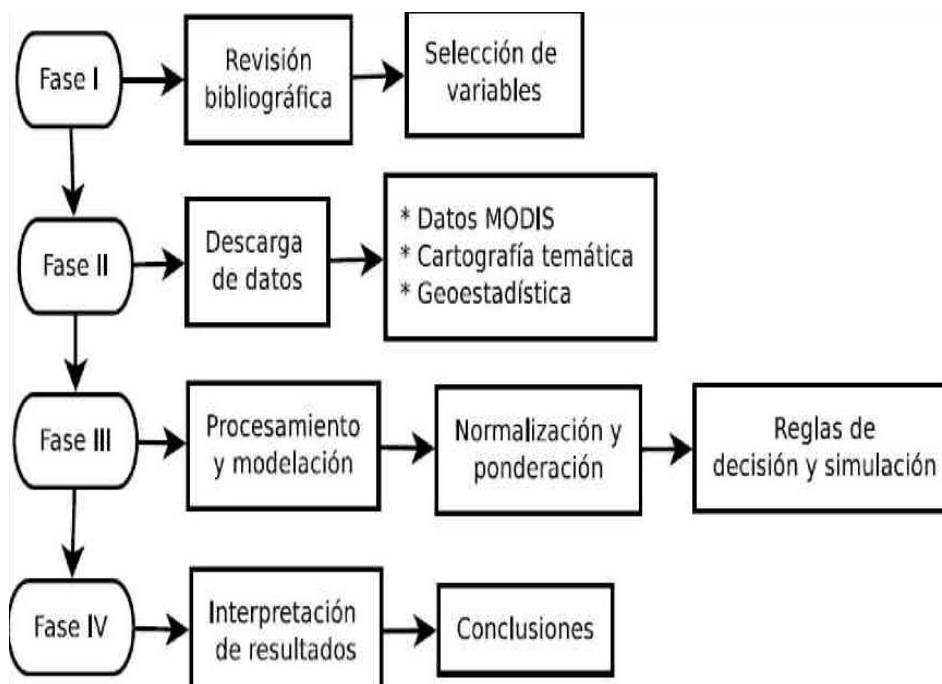 Fase I
Revisión
bibliográfica
Selección de
variables
Fase II
Descarga
de datos
* Datos MODIS
* Cartografía temática
* Geoestadística
Fase III
Procesamiento
y modelación
Normalización y
ponderación
Reglas de
decisión y simulación
Fase IV
Interpretación
de resultados
Conclusiones